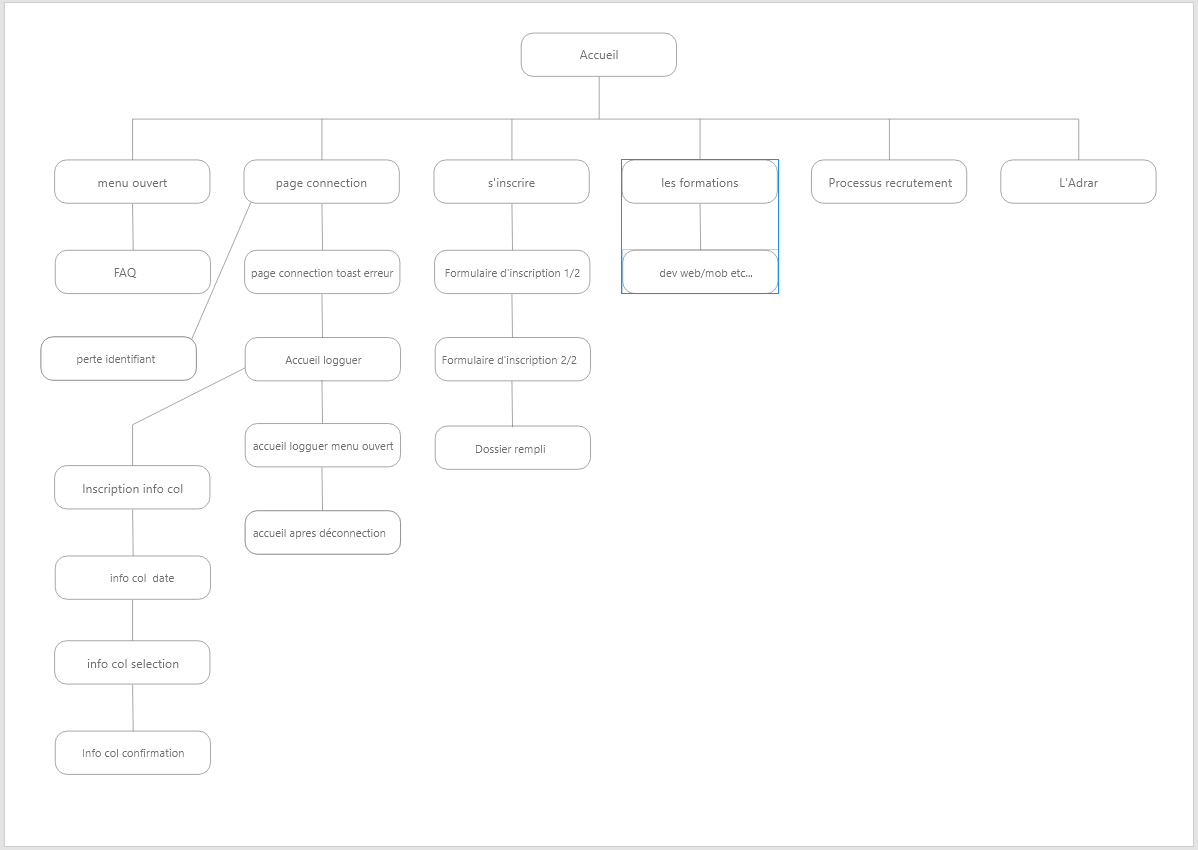 Accueil
menu ouvert
page connection
s'inscrire
les formations
Processus recrutement
L'Adrar
FAQ
page connection toast erreur
Formulaire d'inscription 1/2
dev web/mob etc...
perte identifiant
Accueil logguer
Formulaire d'inscription 2/2
accueil logguer menu ouvert
Dossier rempli
Inscription info col
accueil apres déconnection
info col date
info col selection
Info col confirmation